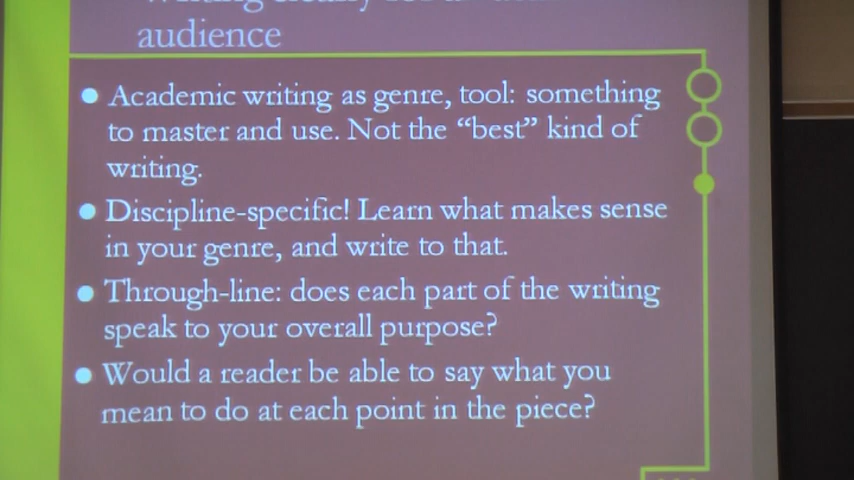 audience
• Academic writing as genre, tool: something
to master and use. Not the “best” kind of
writing.
• Discipline-specific! Learn what makes sense
in your genre, and write to that.
• Through-line: does each part of the writing
speak to your overall purpose?
• Would a reader be able to say what you
mean to do at each point in the piece?